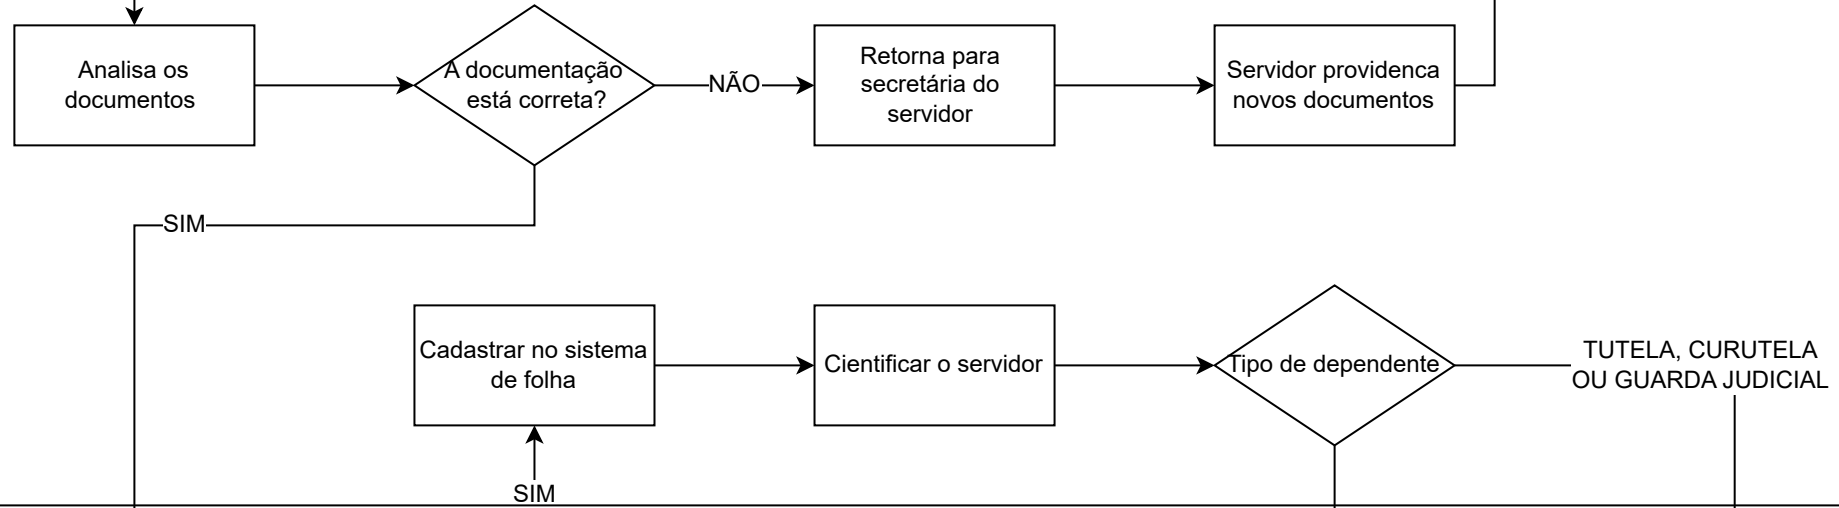 Analisa os
documentos
A documentação
está correta?
NÃO
Retorna para
secretária do
servidor
Servidor providenca
novos documentos
SIM
Cadastrar no sistema
de folha
Cientificar o servidor
Tipo de dependente
TUTELA, CURUTELA
OU GUARDA JUDICIAL
SIM